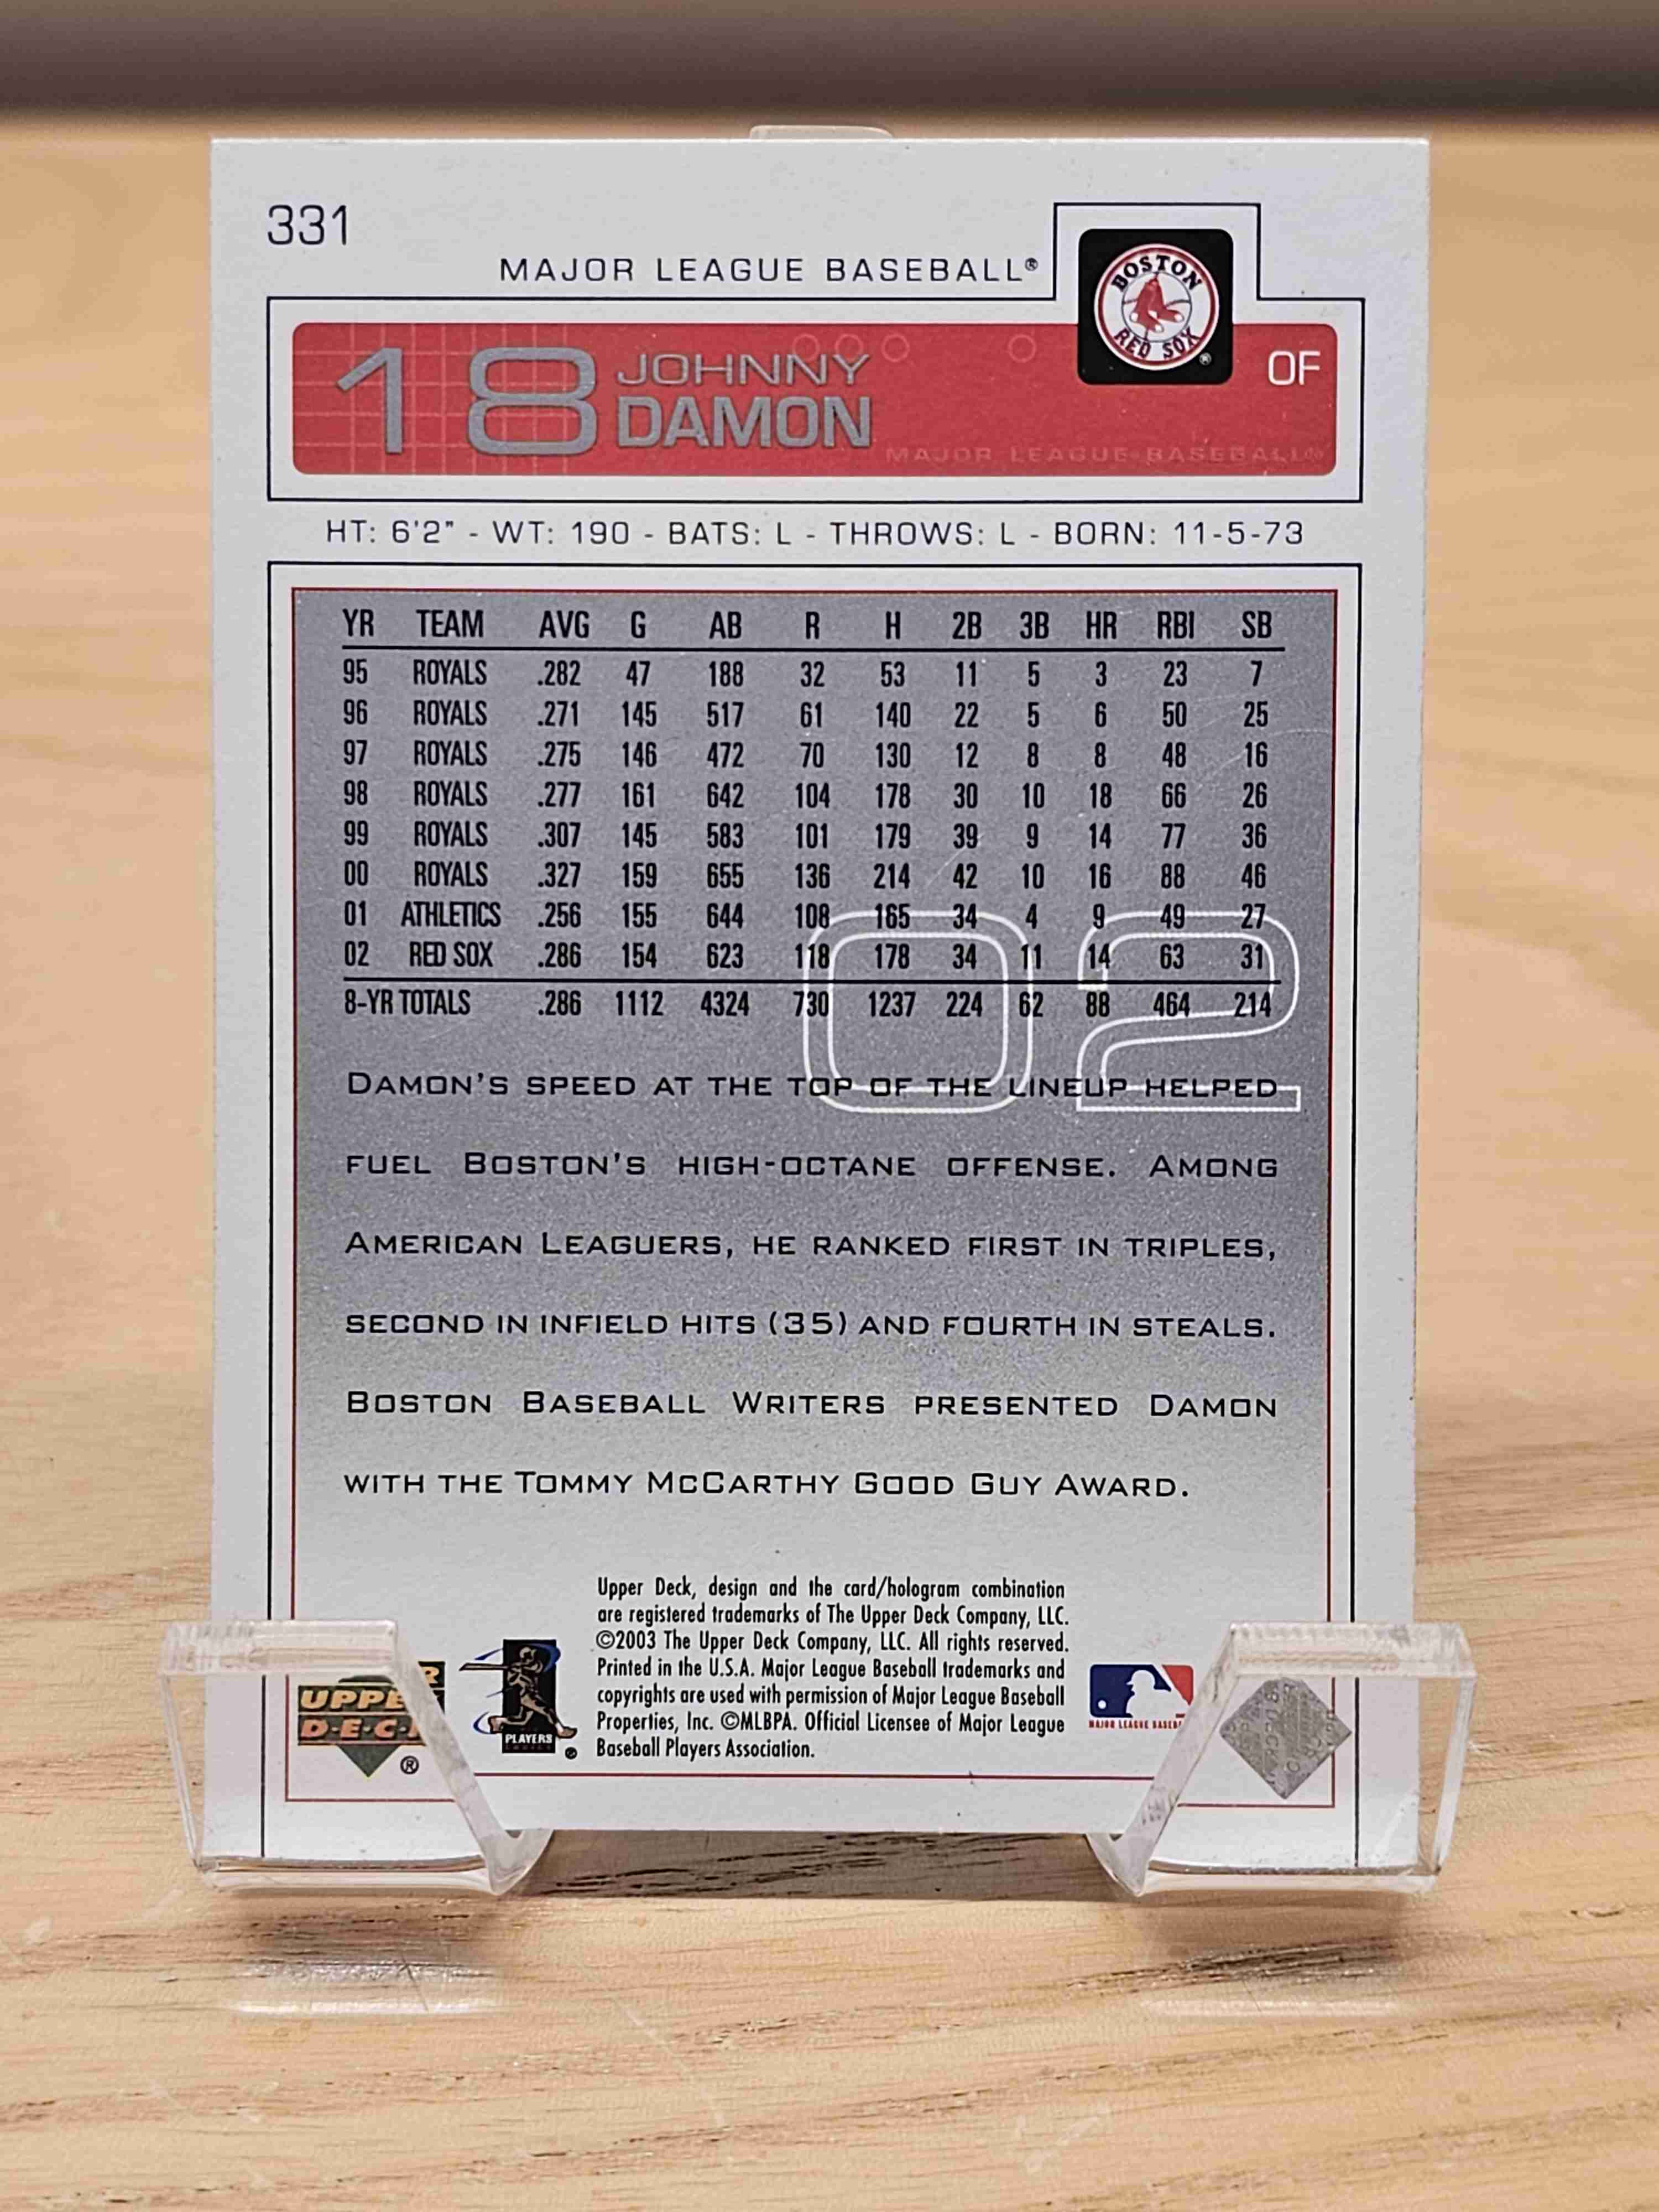 331
MAJOR LEAGUE BASEBALL®
BOSTON
RED SOX ®
18 JOHNNY
DAMON
OF
MAJOR LEAGUE BASEBALL®
HT: 6'2" - WT: 190 - BATS: L - THROWS: L - BORN: 11-5-73
YR TEAM AVG G AB R H 2B 3B HR RBI SB
95 ROYALS .282 47 188 32 53 11 5 3 23 7
96 ROYALS .271 145 517 61 140 22 5 6 50 25
97 ROYALS .275 146 472 70 130 12 8 8 48 16
98 ROYALS .277 161 642 104 178 30 10 18 66 26
99 ROYALS .307 145 583 101 179 39 9 14 77 36
00 ROYALS .327 159 655 136 214 42 10 16 88 46
01 ATHLETICS .256 155 644 108 165 34 4 9 49 27
02 RED SOX .286 154 623 118 178 34 11 14 63 31
8-YR TOTALS .286 1112 4324 730 1237 224 62 88 464 214
02
DAMON'S SPEED AT THE TOP OF THE LINEUP HELPED
FUEL BOSTON'S HIGH-OCTANE OFFENSE. AMONG
AMERICAN LEAGUERS, HE RANKED FIRST IN TRIPLES,
SECOND IN INFIELD HITS (35) AND FOURTH IN STEALS.
BOSTON BASEBALL WRITERS PRESENTED DAMON
WITH THE TOMMY MCCARTHY GOOD GUY AWARD.
Upper Deck, design and the card/hologram combination
are registered trademarks of The Upper Deck Company, LLC.
©2003 The Upper Deck Company, LLC. All rights reserved.
Printed in the U.S.A. Major League Baseball trademarks and
copyrights are used with permission of Major League Baseball
Properties, Inc. ©MLBPA. Official Licensee of Major League
Baseball Players Association.
UPPER
DECK
®
PLAYERS
CHOICE
MAJOR LEAGUE BASEBALL